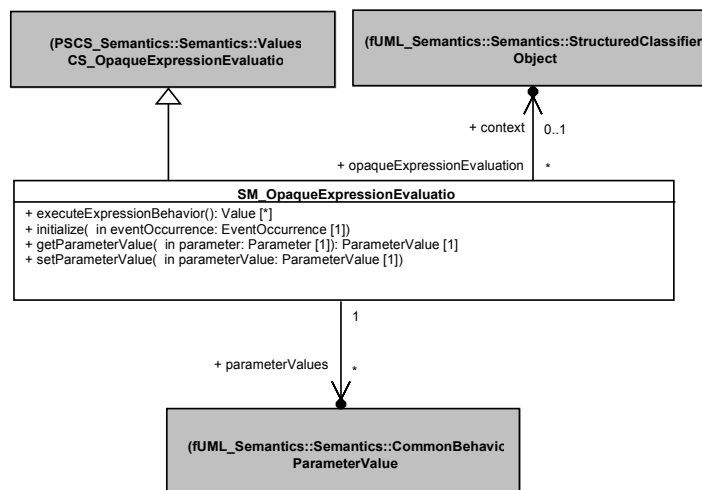 (PSCS_Semantics::Semantics::Values
CS_OpaqueExpressionEvaluatio
(fUML_Semantics::Semantics::StructuredClassifier
Object
+ context
0..1
+ opaqueExpressionEvaluation
*
SM_OpaqueExpressionEvaluatio
+ executeExpressionBehavior(): Value [*]
+ initialize( in eventOccurrence: EventOccurrence [1])
+ getParameterValue( in parameter: Parameter [1]): ParameterValue [1]
+ setParameterValue( in parameterValue: ParameterValue [1])
1
+ parameterValues
*
(fUML_Semantics::Semantics::CommonBehavic
ParameterValue